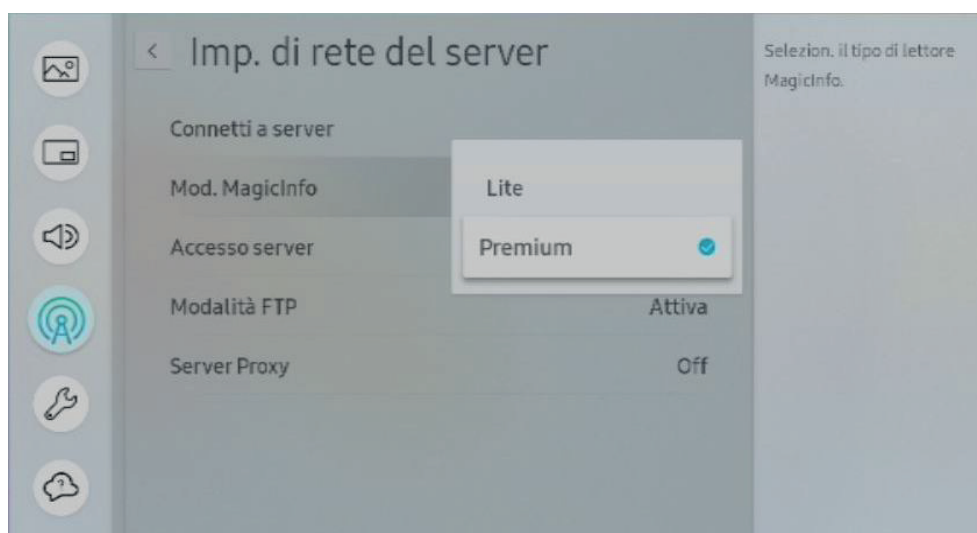 Imp. di rete del server
Selezion. il tipo di lettore
MagicInfo.
Connetti a server
Mod. MagicInfo
Lite
Accesso server
Premium
Modalità FTP
Attiva
Server Proxy
Off